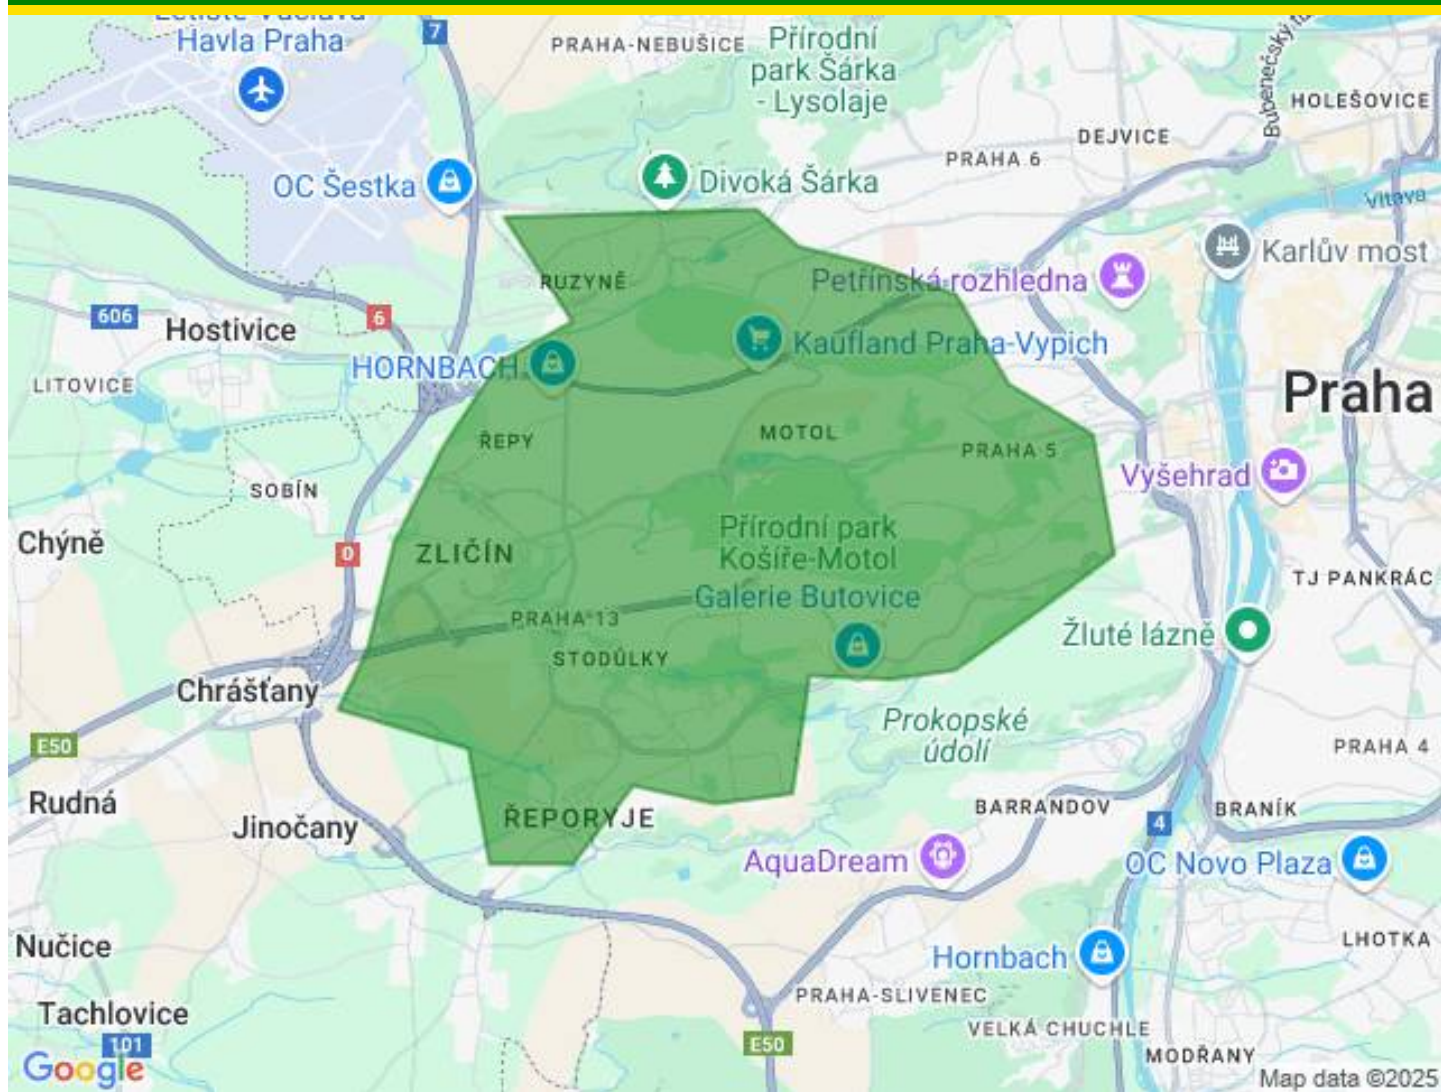 Letiště Václava
Havla Praha
7
PRAHA-NEBUŠICE
Přírodní
park Šárka
- Lysolaje
HOLEŠOVICE
DEJVICE
PRAHA 6
OC Šestka
Divoká Šárka
Vltava
Karlův most
RUZYNĚ
Petřínská rozhledna
606
6
Hostivice
Kaufland Praha-Vypich
HORNBACH
LITOVICE
Praha
ŘEPY
MOTOL
PRAHA 5
SOBÍN
Vyšehrad
Chýně
0
ZLIČÍN
Přírodní park
Košíře-Motol
TJ PANKRÁC
Galerie Butovice
PRAHA 13
Žluté lázně
STODŮLKY
Chrášťany
Prokopské
údolí
E50
PRAHA 4
Rudná
Jinočany
ŘEPORYJE
BARRANDOV
4
BRANÍK
AquaDream
OC Novo Plaza
Nučice
Hornbach
LHOTKA
PRAHA-SLIVENEC
Tachlovice
VELKÁ CHUCHLE
101
E50
MODŘANY
Google
Map data ©2025